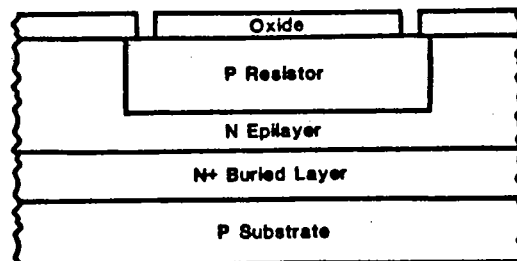 Oxide
P Resistor
N Epilayer
N+ Buried Layer
P Substrate